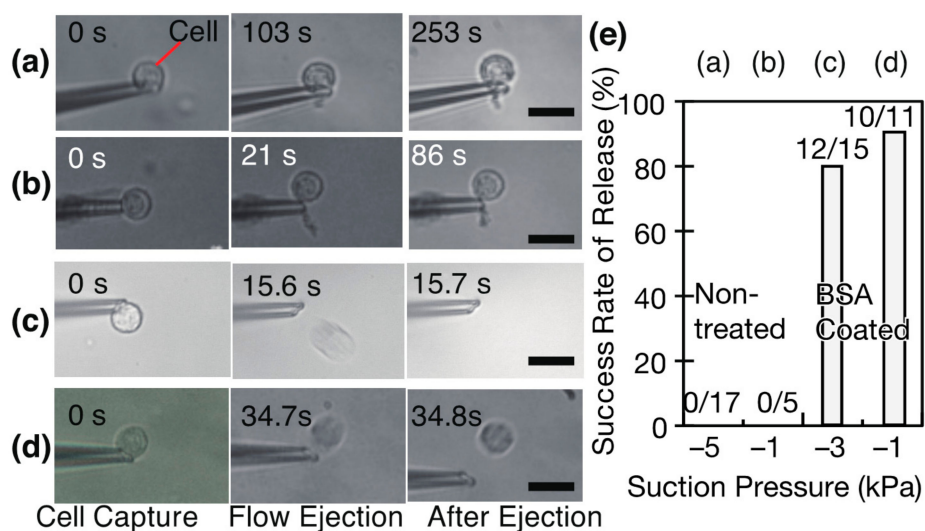 (a)
0 s
Cell
103 s
253 s
(b)
0 s
21 s
86 s
(c)
0 s
15.6 s
15.7 s
(d)
0 s
34.7s
34.8s
Cell Capture
Flow Ejection
After Ejection
(e)
(a) (b) (c) (d)
Success Rate of Release (%)
100
80
60
40
20
0
10/11
12/15
Non-
treated
BSA
Coated
0/17
0/5
–5 –1 –3 –1
Suction Pressure (kPa)